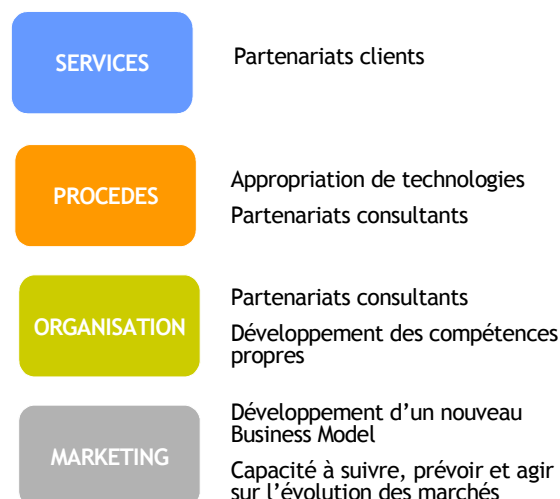 SERVICES
Partenariats clients
PROCEDES
Appropriation de technologies
Partenariats consultants
ORGANISATION
Partenariats consultants
Développement des compétences
propres
MARKETING
Développement d’un nouveau
Business Model
Capacité à suivre, prévoir et agir
sur l’évolution des marchés